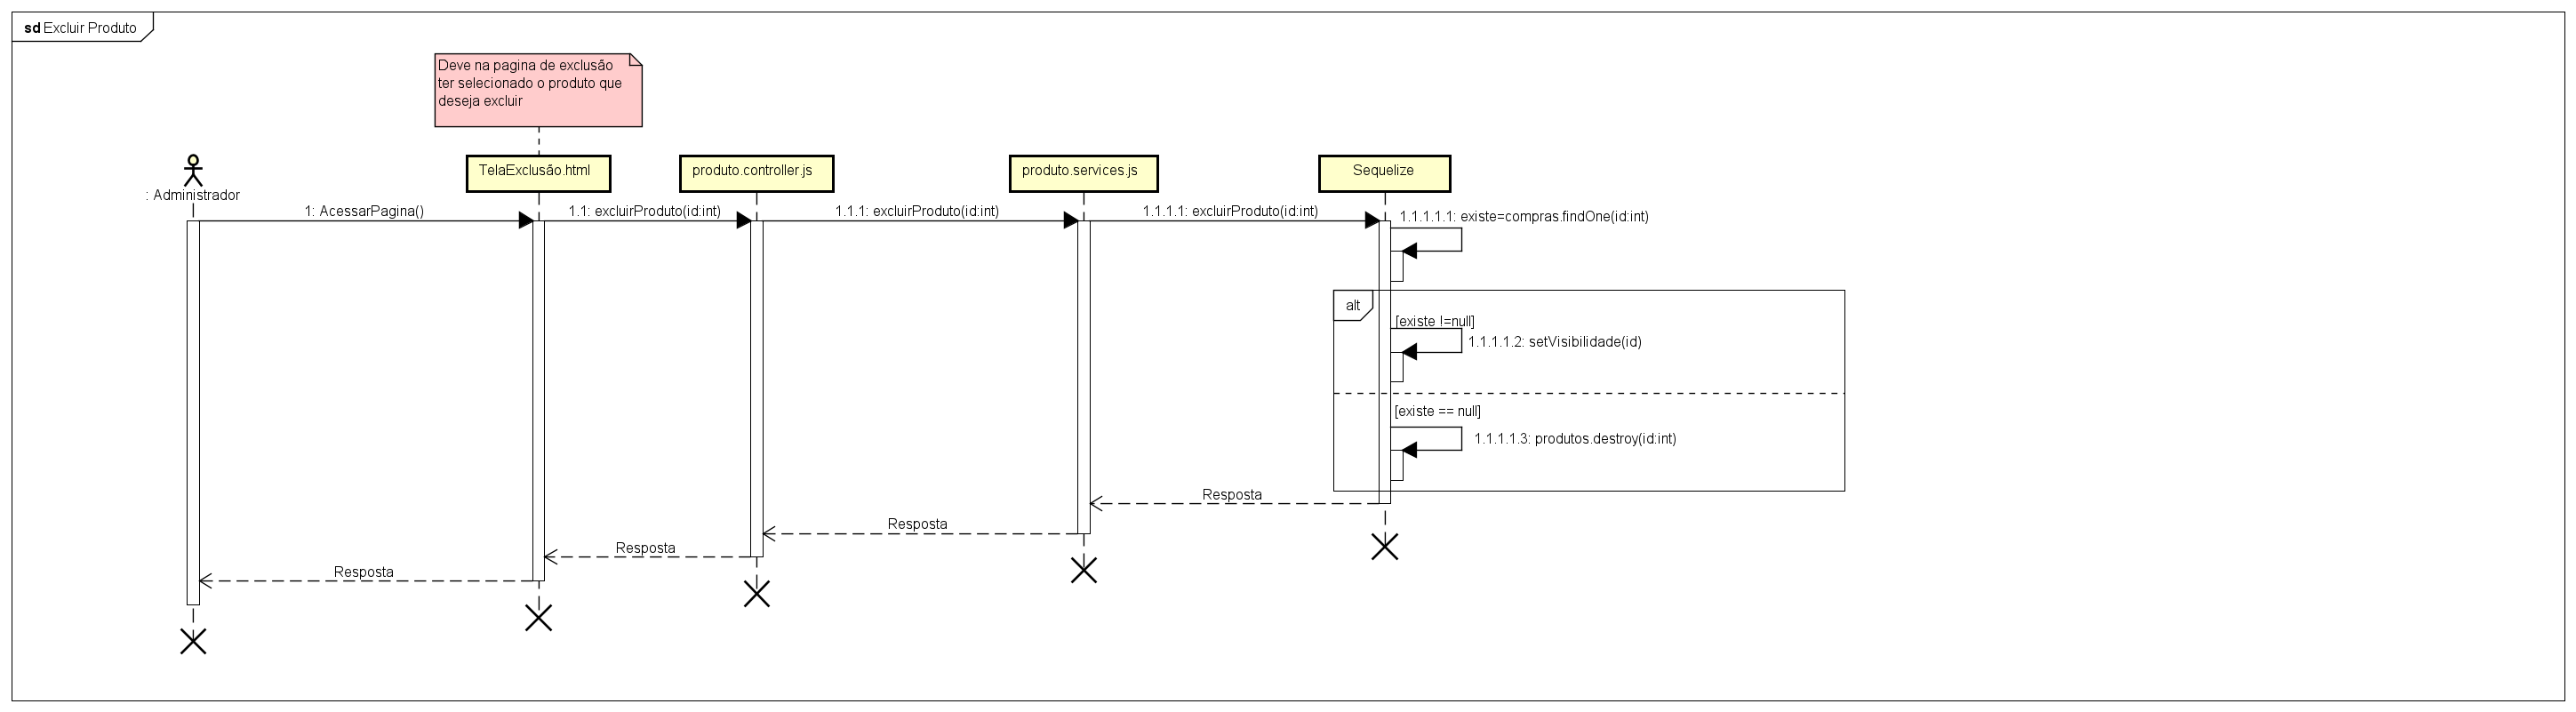 sd Excluir Produto
Deve na pagina de exclusão
ter selecionado o produto que
deseja excluir
: Administrador
TelaExclusão.html
produto.controller.js
produto.services.js
Sequelize
1: AcessarPagina()
1.1: excluirProduto(id:int)
1.1.1: excluirProduto(id:int)
1.1.1.1: excluirProduto(id:int)
1.1.1.1.1: existe=compras.findOne(id:int)
alt
[existe !=null]
1.1.1.1.2: setVisibilidade(id)
[existe == null]
1.1.1.1.3: produtos.destroy(id:int)
Resposta
Resposta
Resposta
Resposta